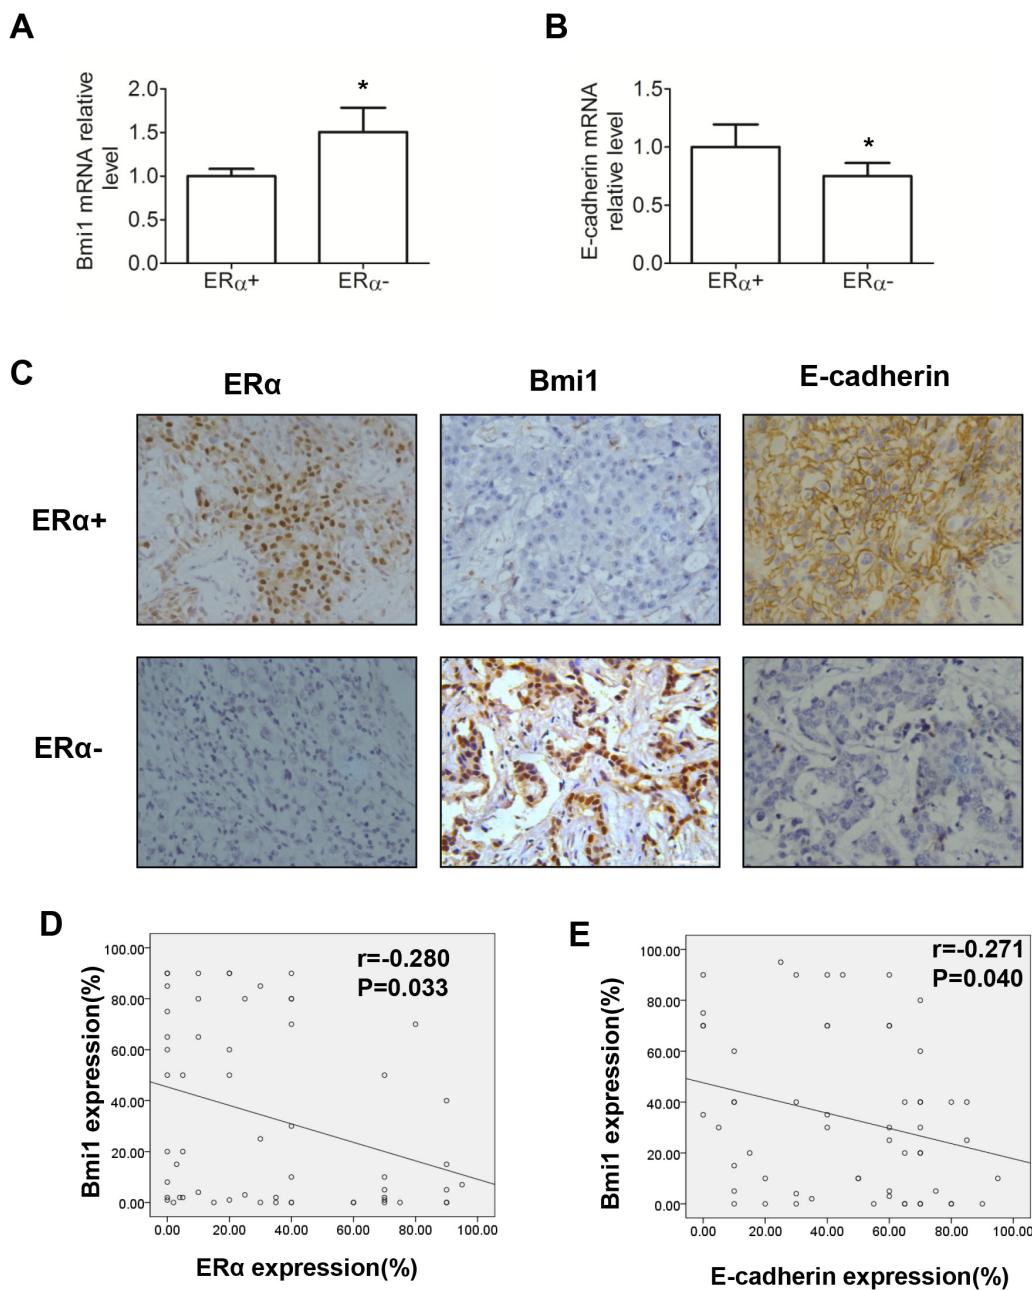 A
B
Bmi1 mRNA relative
level
2.0
1.5
1.0
0.5
0.0
*
ERα+
ERα-
E-cadherin mRNA
relative level
1.5
1.0
0.5
0.0
*
ERα+
ERα-
C
ERα
Bmi1
E-cadherin
ERα+
ERα-
D
Bmi1 expression(%)
100.00
80.00
60.00
40.00
20.00
0.00
r=-0.280
P=0.033
0.00 20.00 40.00 60.00 80.00 100.00
ERα expression(%)
E
Bmi1 expression(%)
100.00
80.00
60.00
40.00
20.00
0.00
r=-0.271
P=0.040
0.00 20.00 40.00 60.00 80.00 100.00
E-cadherin expression(%)